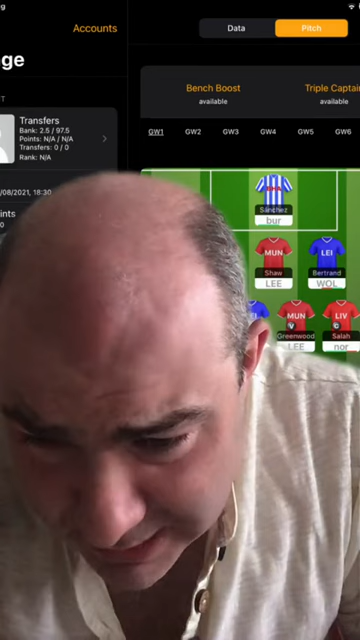 Accounts
Data
Pitch
ge
Bench Boost
available
Triple Captain
available
Transfers
Bank: 2.5 / 97.5
Points: N/A / N/A
Transfers: 0 / 0
Rank: N/A
GW1 GW2 GW3 GW4 GW5 GW6
/08/2021, 18:30
nts
BHA
Sánchez
bur
MUN
Shaw
LEE
LEI
Bertrand
WOL
MUN
V
Greenwood
LEE
LIV
C
Salah
nor